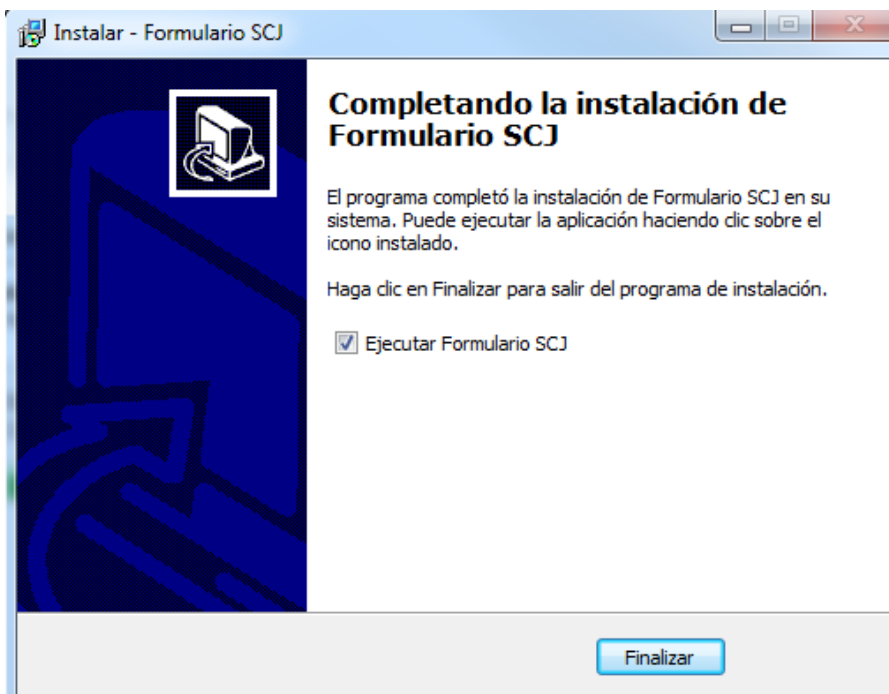 Instalar - Formulario SCJ
Completando la instalación de
Formulario SCJ
El programa completó la instalación de Formulario SCJ en su
sistema. Puede ejecutar la aplicación haciendo clic sobre el
icono instalado.
Haga clic en Finalizar para salir del programa de instalación.
Ejecutar Formulario SCJ
Finalizar